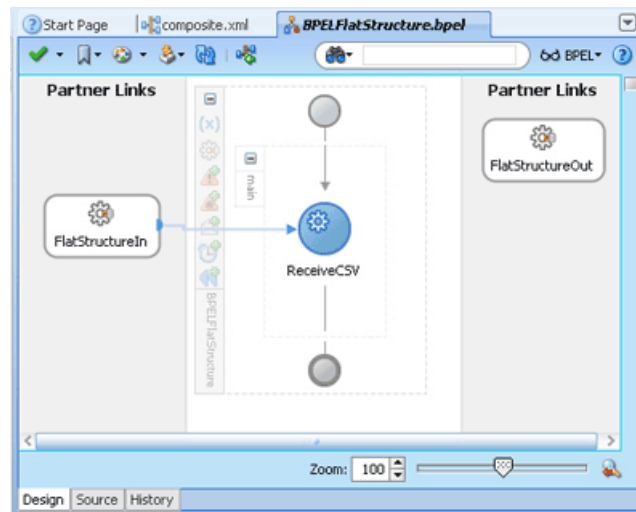 Start Page composite.xml BPELFlatStructure.bpel
BPEL
Partner Links Partner Links
(x)
main
FlatStructureOut
FlatStructureIn
ReceiveCSV
BPELFlatStructure
Zoom: 100
Design Source History